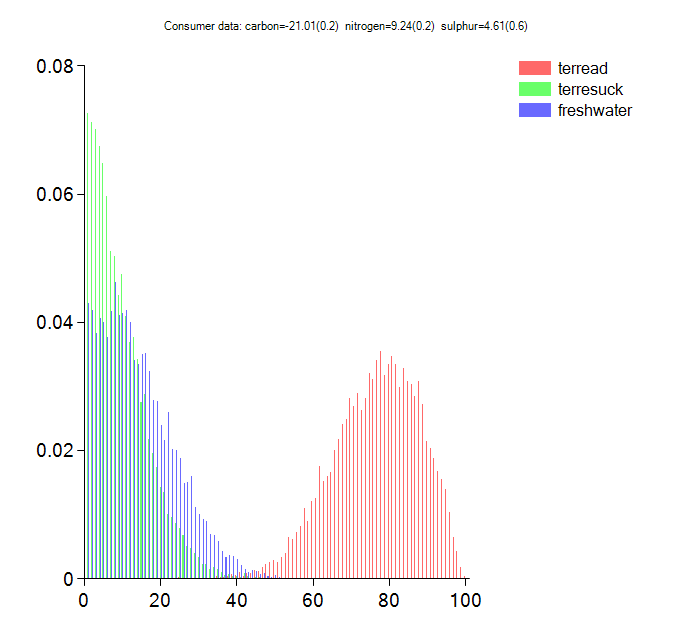 Consumer data: carbon=-21.01(0.2) nitrogen=9.24(0.2) sulphur=4.61(0.6)
terread
terresuck
freshwater
0.08
0.06
0.04
0.02
0
0 20 40 60 80 100